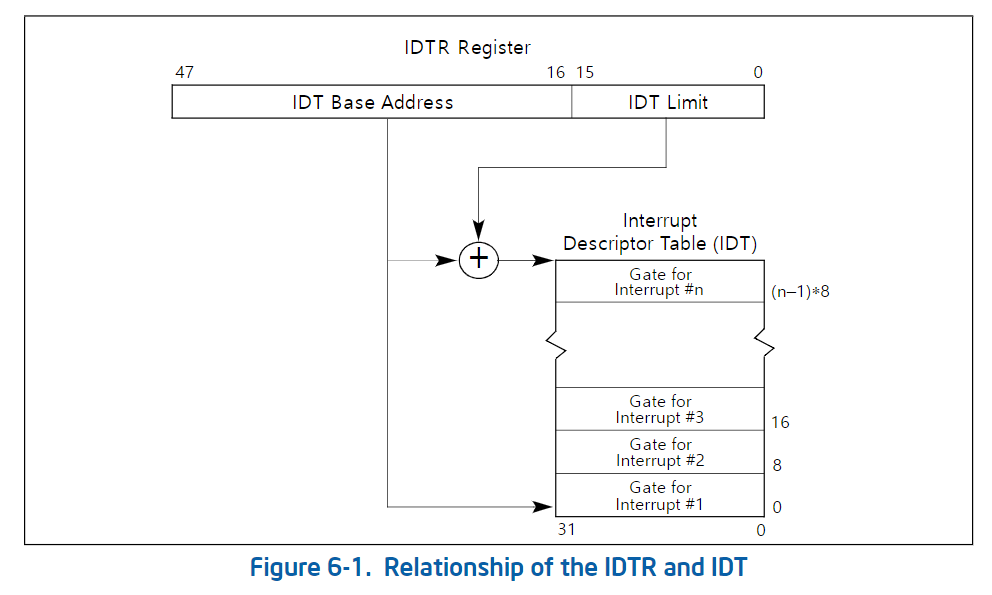 IDTR Register
47 16 15 0
IDT Base Address IDT Limit
+
Interrupt
Descriptor Table (IDT)
Gate for
Interrupt #n
(n–1)∗8
Gate for
Interrupt #3
16
Gate for
Interrupt #2
8
Gate for
Interrupt #1
0
31 0
Figure 6-1. Relationship of the IDTR and IDT